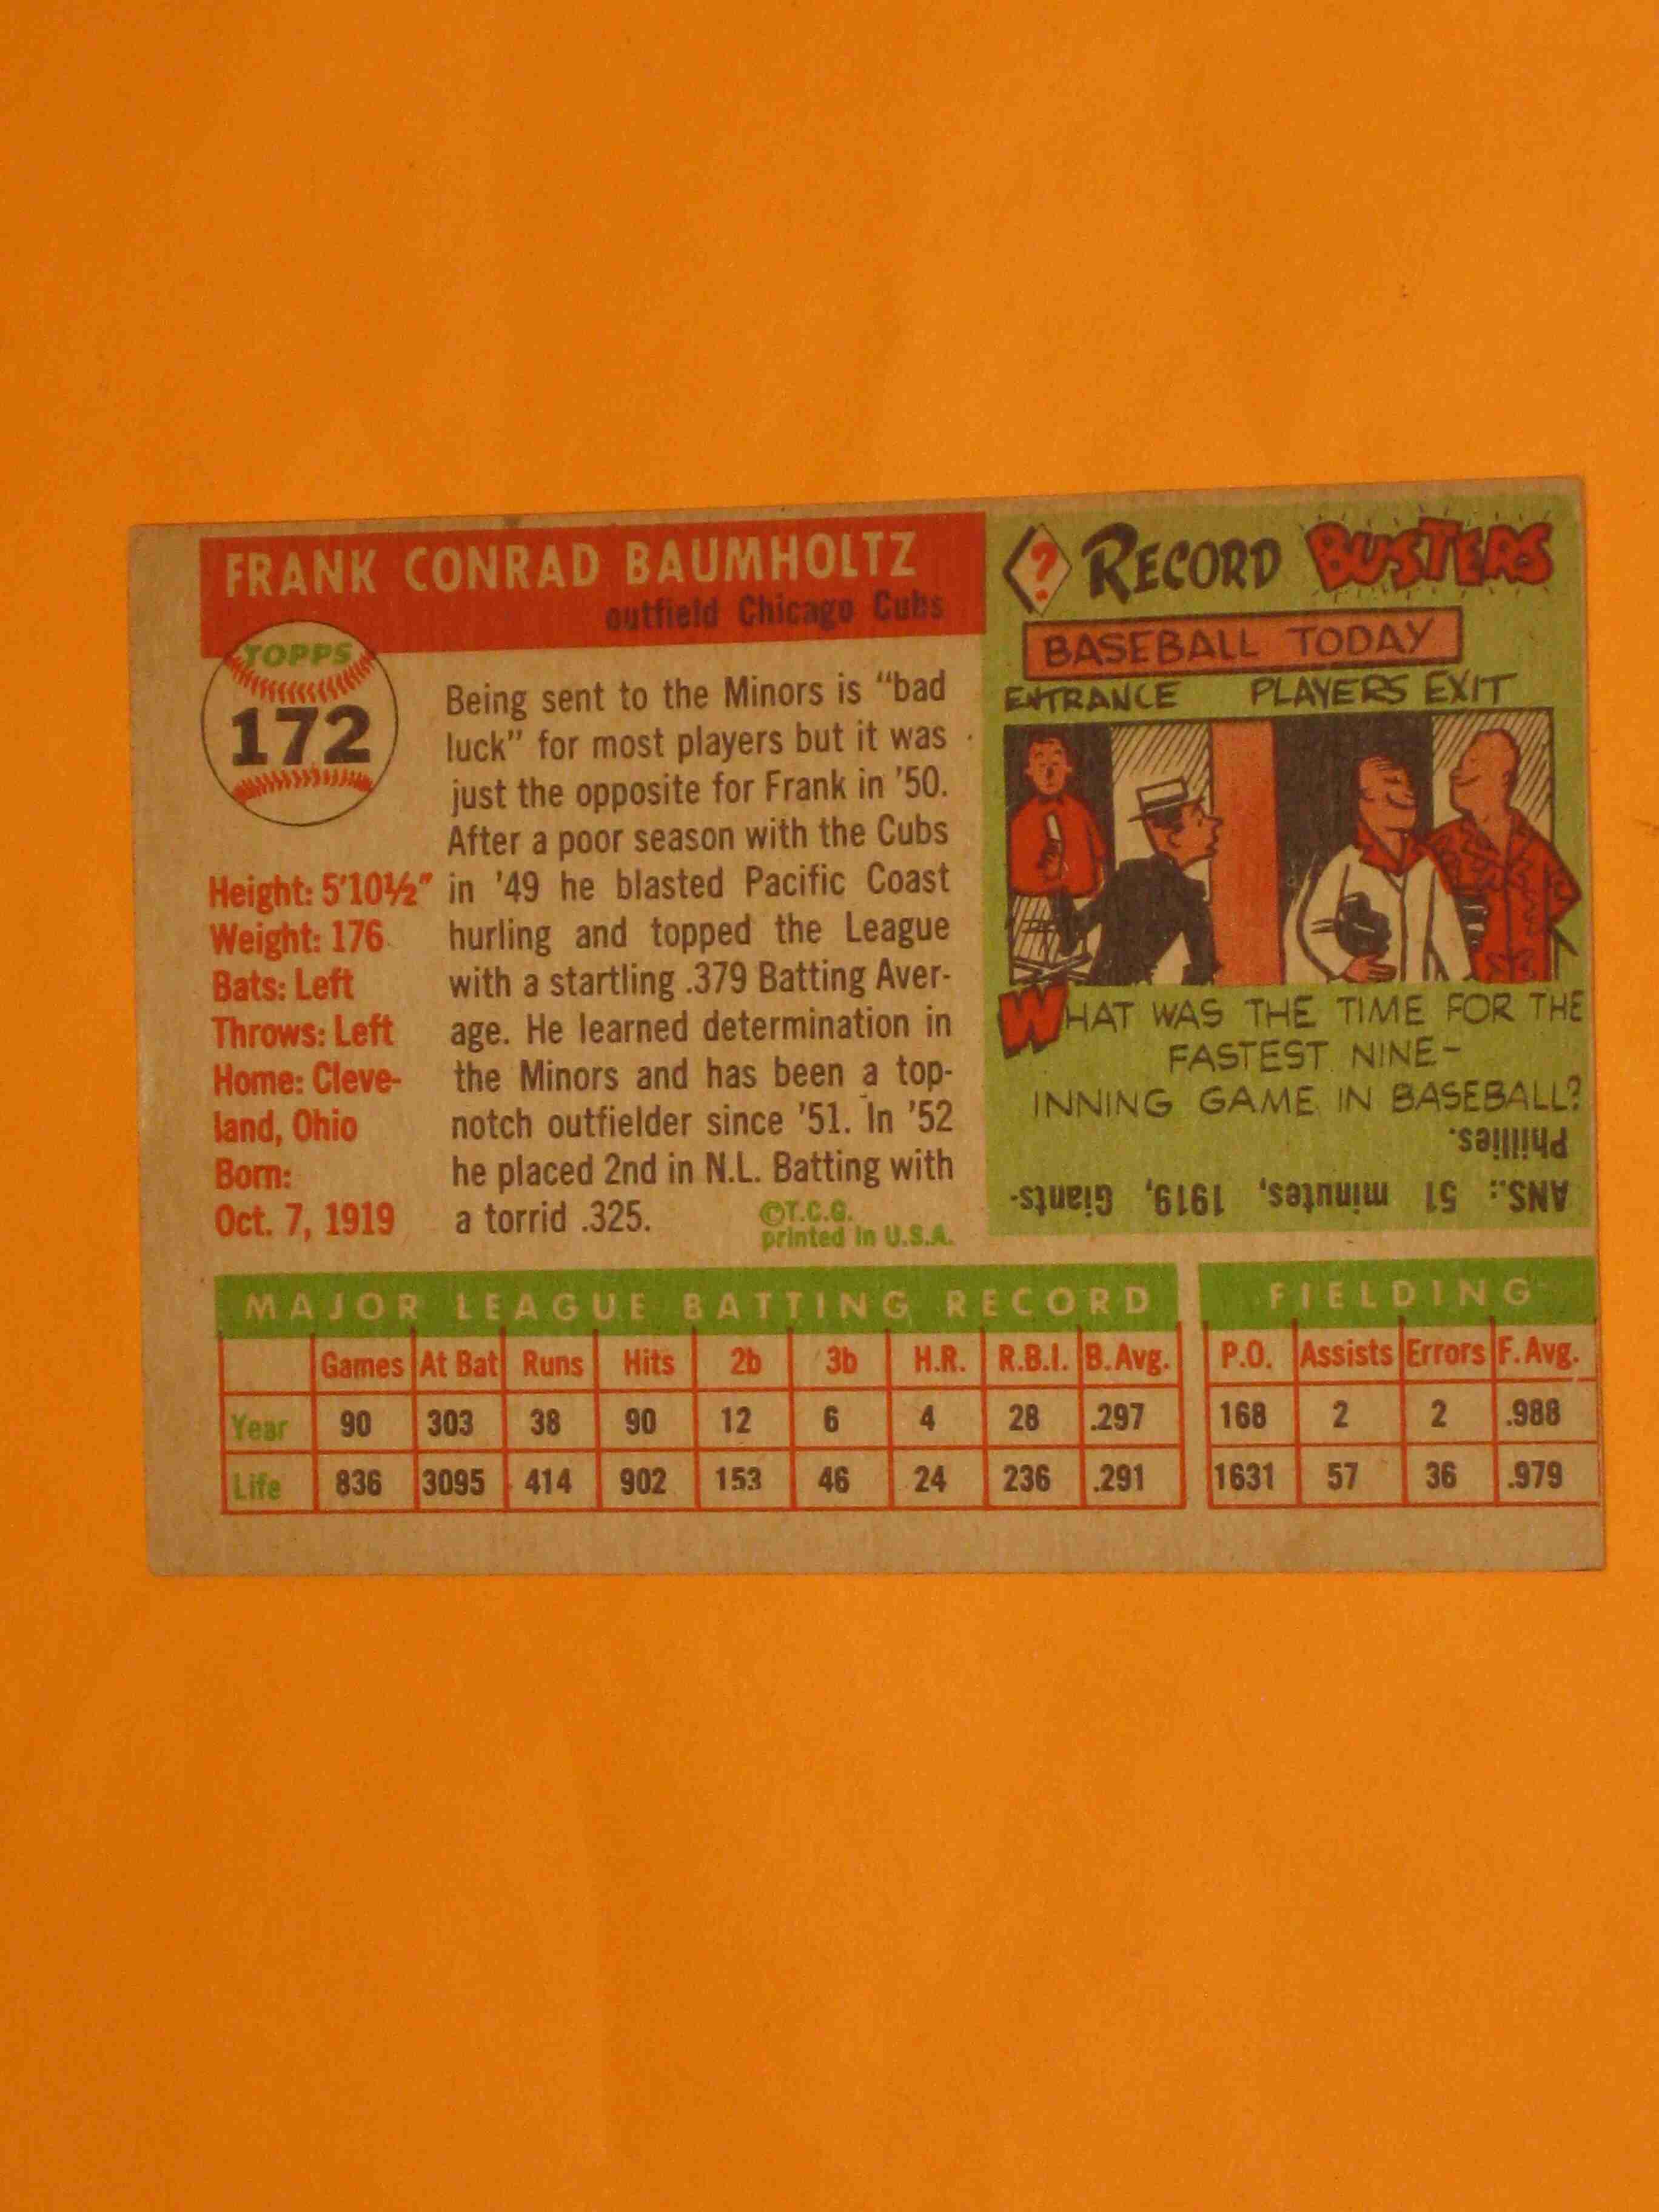 FRANK CONRAD BAUMHOLTZ
outfield Chicago Cubs
TOPPS
172
Height: 5'10½"
Weight: 176
Bats: Left
Throws: Left
Home: Cleve-
land, Ohio
Born:
Oct. 7, 1919
Being sent to the Minors is "bad
luck" for most players but it was
just the opposite for Frank in '50.
After a poor season with the Cubs
in '49 he blasted Pacific Coast
hurling and topped the League
with a startling .379 Batting Aver-
age. He learned determination in
the Minors and has been a top-
notch outfielder since '51. In '52
he placed 2nd in N.L. Batting with
a torrid .325.
©T.C.G.
printed in U.S.A.
? RECORD BUSTERS
BASEBALL TODAY
ENTRANCE PLAYERS EXIT
WHAT WAS THE TIME FOR THE
FASTEST NINE-
INNING GAME IN BASEBALL?
ANS.: 51 minutes, 1919, Giants-
Phillies.
MAJOR LEAGUE BATTING RECORD FIELDING
Games At Bat Runs Hits 2b 3b H.R. R.B.I. B.Avg. P.O. Assists Errors F.Avg.
Year 90 303 38 90 12 6 4 28 .297 168 2 2 .988
Life 836 3095 414 902 153 46 24 236 .291 1631 57 36 .979